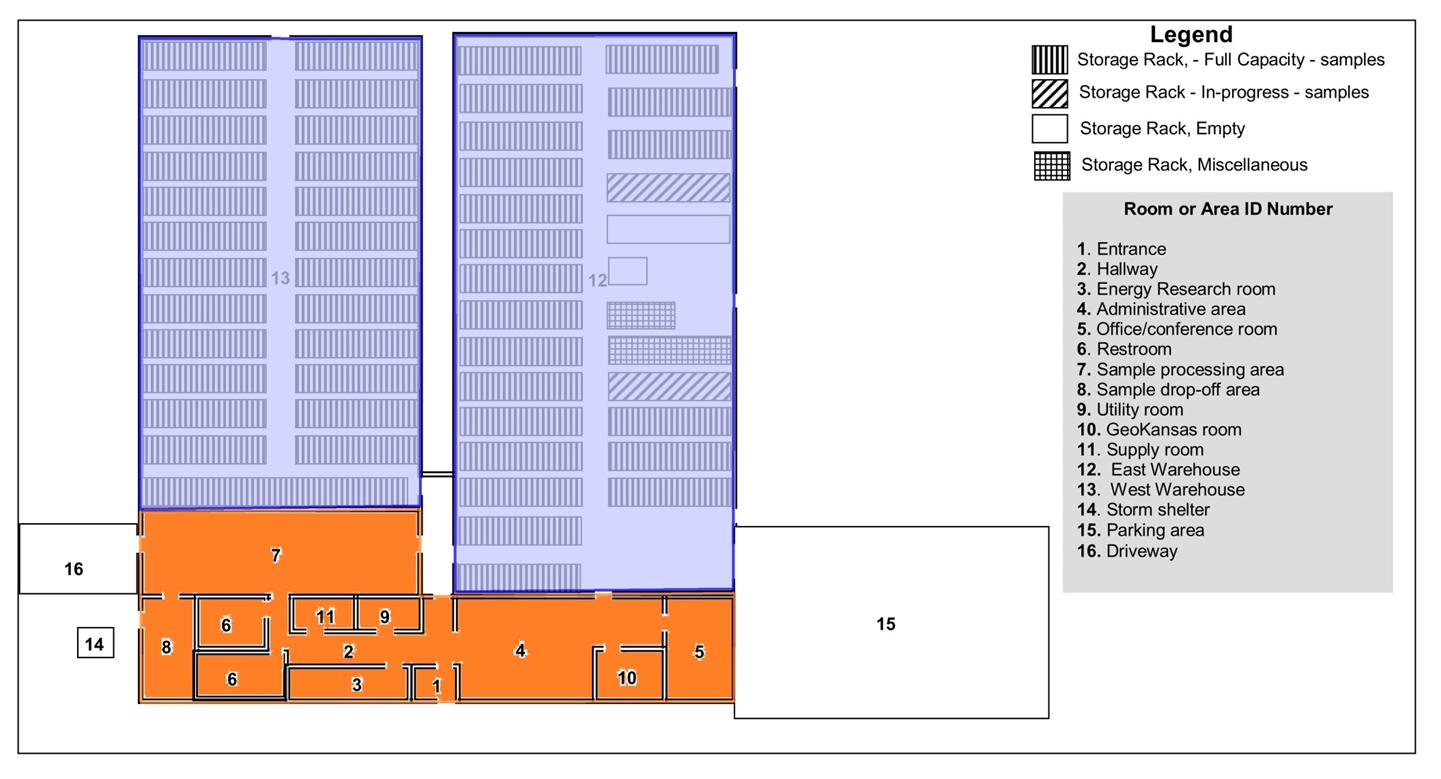 Legend
Storage Rack, - Full Capacity - samples
Storage Rack - In-progress - samples
Storage Rack, Empty
Storage Rack, Miscellaneous
Room or Area ID Number
1. Entrance
2. Hallway
3. Energy Research room
4. Administrative area
5. Office/conference room
6. Restroom
7. Sample processing area
8. Sample drop-off area
9. Utility room
10. GeoKansas room
11. Supply room
12. East Warehouse
13. West Warehouse
14. Storm shelter
15. Parking area
16. Driveway
13
12
7
16
11
9
6
14
8
2
4
5
15
6
3
1
10